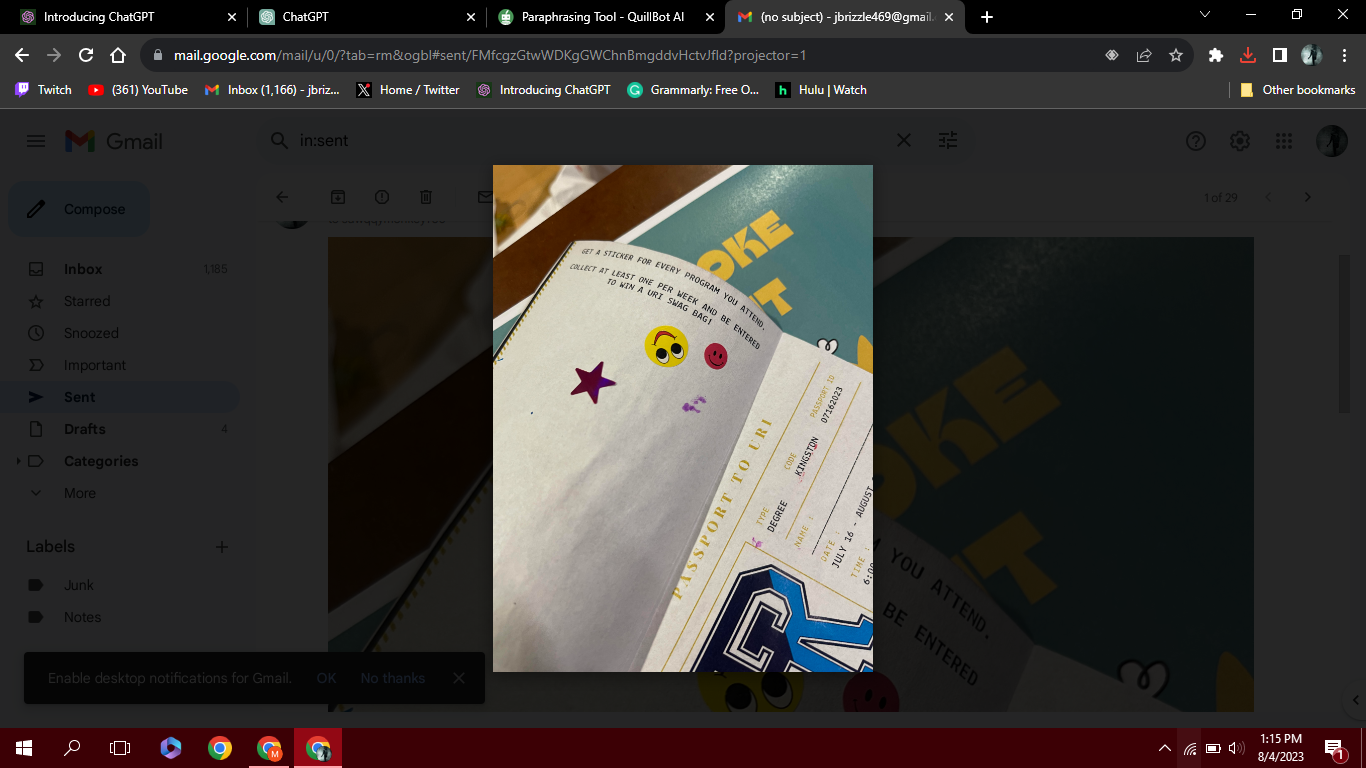 Introducing ChatGPT
ChatGPT
Paraphrasing Tool - QuillBot AI
(no subject) - jbrizzle469@gmail.
mail.google.com/mail/u/0/?tab=rm&ogbl#sent/FMfcgzGtwWDKgGWChnBmgddvHctvJfld?projector=1
Twitch
(361) YouTube
Inbox (1,166) - jbriz...
Home / Twitter
Introducing ChatGPT
Grammarly: Free O...
Hulu | Watch
Other bookmarks
Gmail
in:sent
Compose
1 of 29
Inbox 1,185
Starred
Snoozed
Important
Sent
Drafts 4
Categories
More
Labels
Junk
Notes
Enable desktop notifications for Gmail. OK No thanks
OKE
T
GET A STICKER FOR EVERY PROGRAM YOU ATTEND.
COLLECT AT LEAST ONE PER WEEK AND BE ENTERED
TO WIN A URI SWAG BAG!
PASSPORT TO URI
TYPE
DEGREE
CODE
KINGSTON
PASSPORT ID
07162023
NAME :
DATE :
JULY 16 - AUGUST
TIME :
6:00
OKE
T
YOU ATTEND.
BE ENTERED
1:15 PM
8/4/2023
1